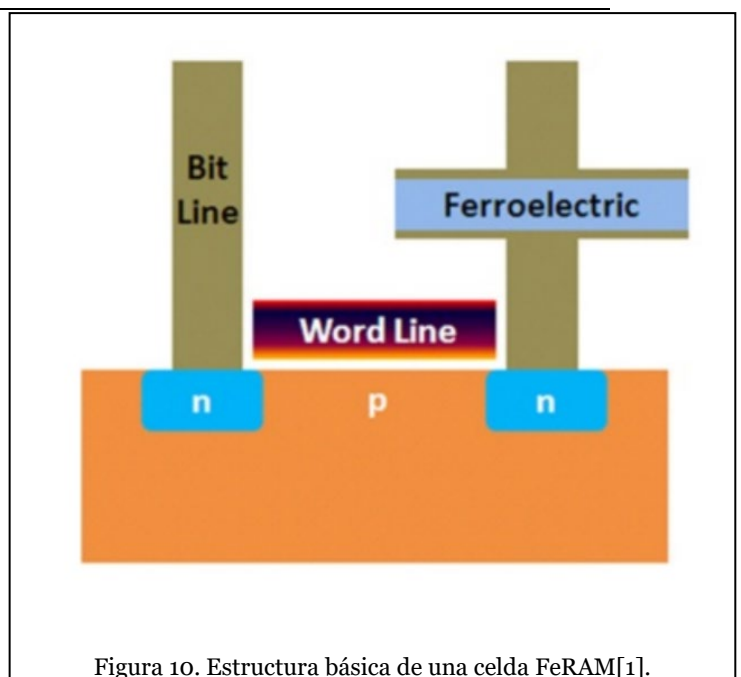 Bit
Line
Ferroelectric
Word Line
n
p
n
Figura 10. Estructura básica de una celda FeRAM[1].